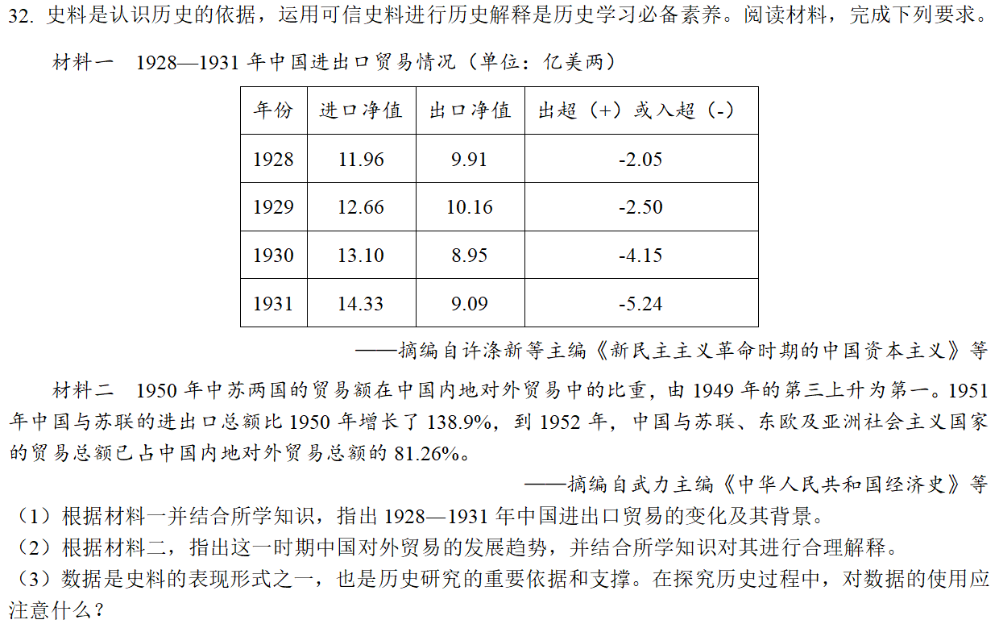 32. 史料是认识历史的依据，运用可信史料进行历史解释是历史学习必备素养。阅读材料，完成下列要求。
材料一 1928—1931 年中国进出口贸易情况（单位：亿美两）
年份 进口净值 出口净值 出超（+）或入超（-）
1928 11.96 9.91 -2.05
1929 12.66 10.16 -2.50
1930 13.10 8.95 -4.15
1931 14.33 9.09 -5.24
——摘编自许涤新等主编《新民主主义革命时期的中国资本主义》等
材料二 1950 年中苏两国的贸易额在中国内地对外贸易中的比重，由 1949 年的第三上升为第一。1951
年中国与苏联的进出口总额比 1950 年增长了 138.9%，到 1952 年，中国与苏联、东欧及亚洲社会主义国家
的贸易总额已占中国内地对外贸易总额的 81.26%。
——摘编自武力主编《中华人民共和国经济史》等
（1）根据材料一并结合所学知识，指出 1928—1931 年中国进出口贸易的变化及其背景。
（2）根据材料二，指出这一时期中国对外贸易的发展趋势，并结合所学知识对其进行合理解释。
（3）数据是史料的表现形式之一，也是历史研究的重要依据和支撑。在探究历史过程中，对数据的使用应
注意什么？